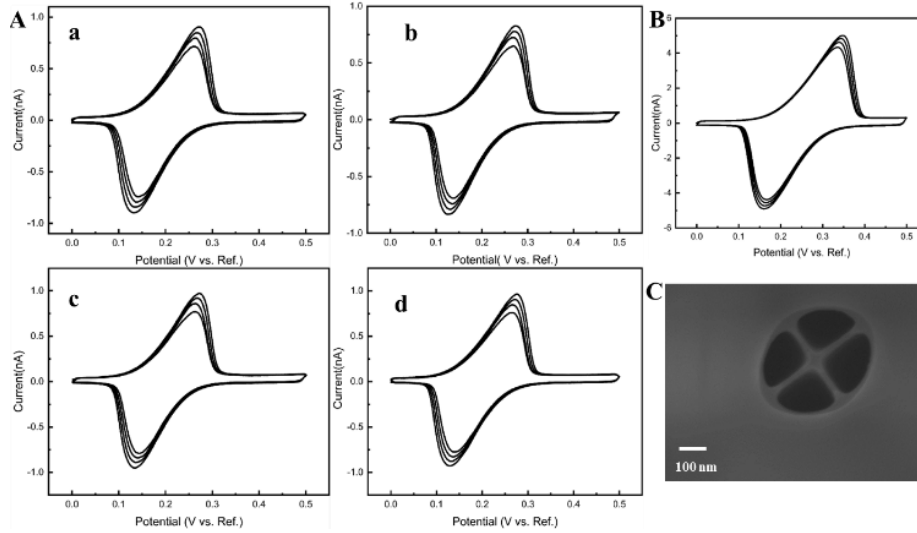 A
a
1.0
0.5
0.0
-0.5
-1.0
Current(nA)
0.0 0.1 0.2 0.3 0.4 0.5
Potential (V vs. Ref.)
b
1.0
0.5
0.0
-0.5
-1.0
Current(nA)
0.0 0.1 0.2 0.3 0.4 0.5
Potential( V vs. Ref.)
B
6
4
2
0
-2
-4
-6
Current(nA)
0.0 0.1 0.2 0.3 0.4 0.5
Potential (V vs. Ref.)
c
1.0
0.5
0.0
-0.5
-1.0
Current(nA)
0.0 0.1 0.2 0.3 0.4 0.5
Potential (V vs. Ref.)
d
1.0
0.5
0.0
-0.5
-1.0
Current(nA)
0.0 0.1 0.2 0.3 0.4 0.5
Potential (V vs. Ref.)
C
100 nm